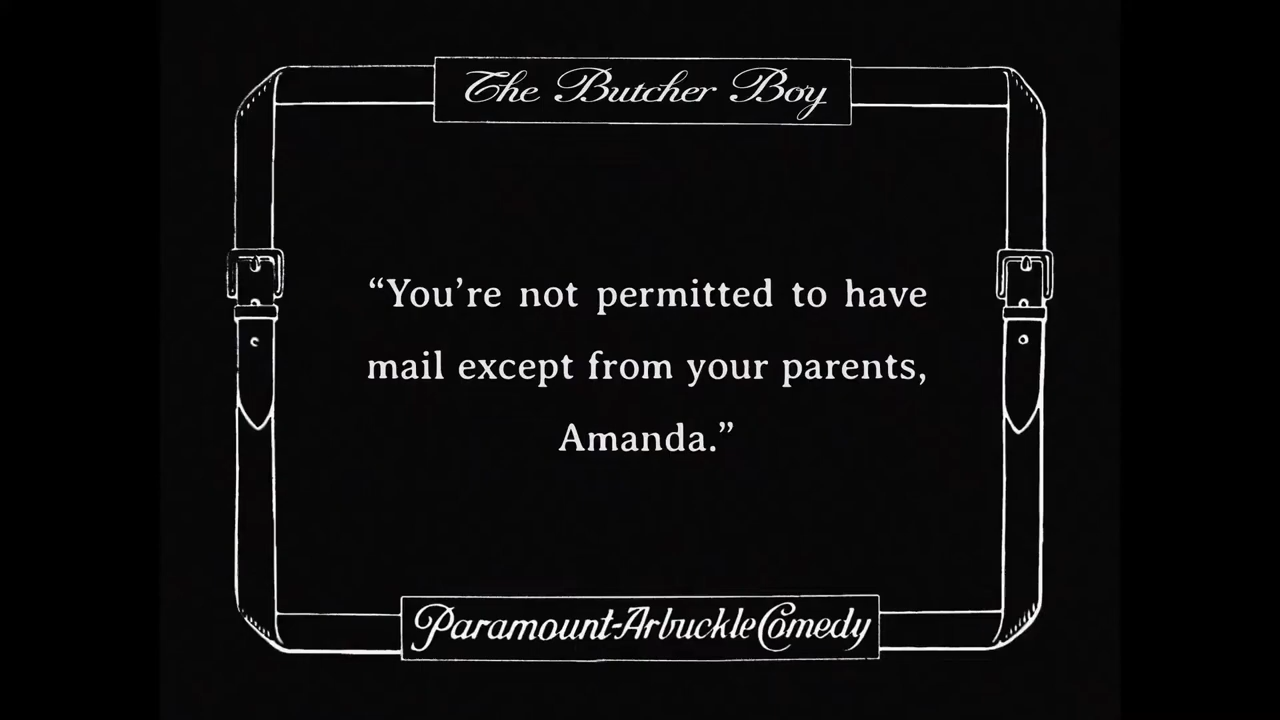 The Butcher Boy
“You’re not permitted to have
mail except from your parents,
Amanda.”
Paramount-Arbuckle Comedy